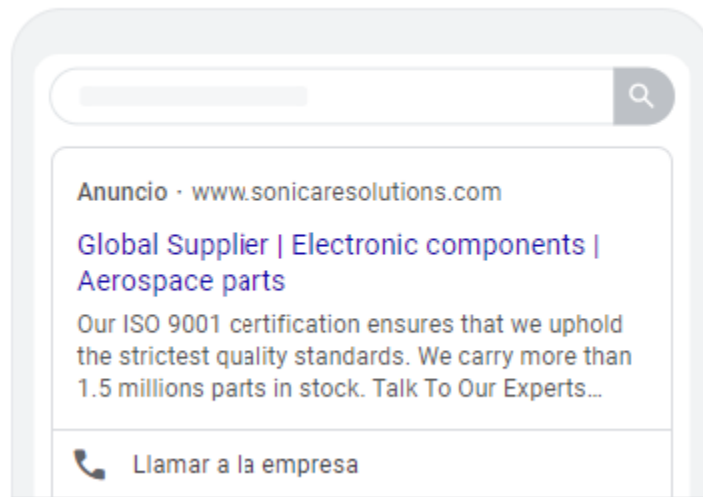 Anuncio · www.sonicaresolutions.com
Global Supplier | Electronic components |
Aerospace parts
Our ISO 9001 certification ensures that we uphold
the strictest quality standards. We carry more than
1.5 millions parts in stock. Talk To Our Experts...
Llamar a la empresa